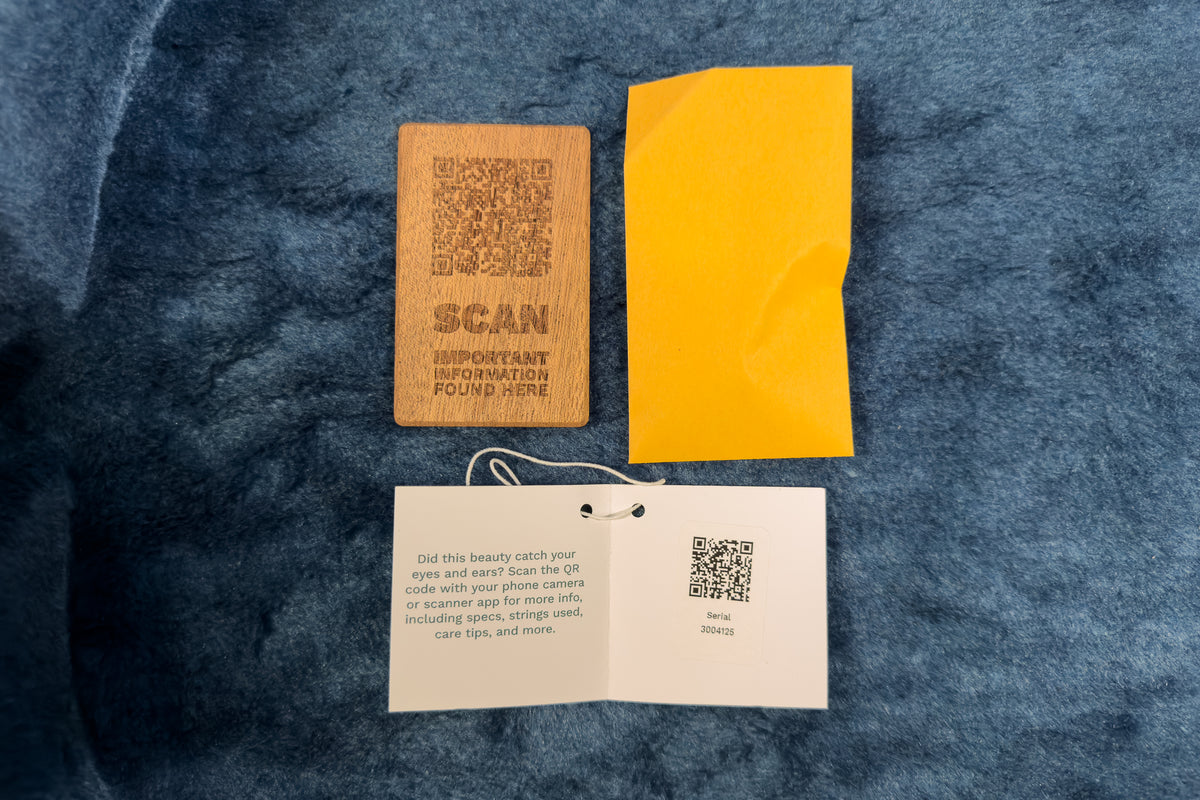 SCAN
IMPORTANT
INFORMATION
FOUND HERE
Did this beauty catch your
eyes and ears? Scan the QR
code with your phone camera
or scanner app for more info,
including specs, strings used,
care tips, and more.
Serial
3004125